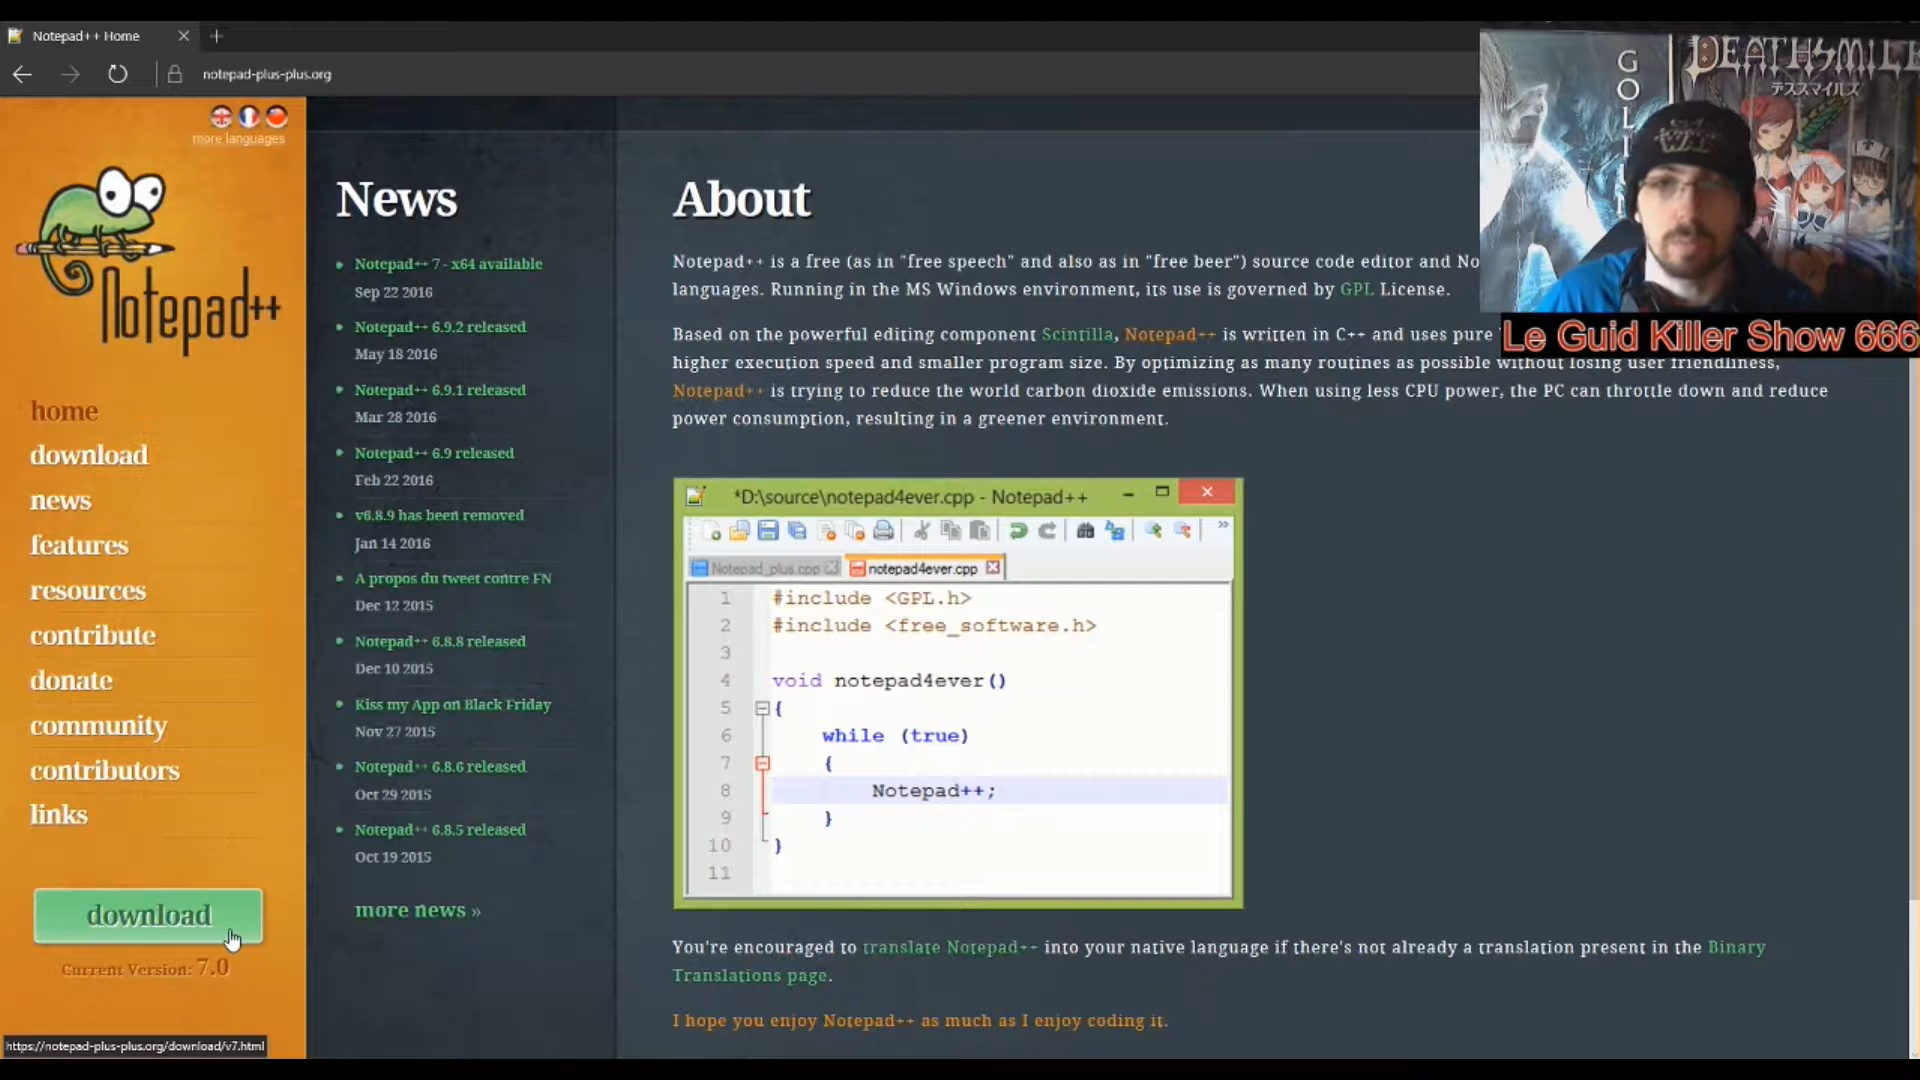 Notepad++ Home
notepad-plus-plus.org
more languages
Notepad++
home
download
news
features
resources
contribute
donate
community
contributors
links
download
Current Version: 7.0
https://notepad-plus-plus.org/download/v7.html
News
Notepad++ 7 - x64 available
Sep 22 2016
Notepad++ 6.9.2 released
May 18 2016
Notepad++ 6.9.1 released
Mar 28 2016
Notepad++ 6.9 released
Feb 22 2016
v6.8.9 has been removed
Jan 14 2016
A propos du tweet contre FN
Dec 12 2015
Notepad++ 6.8.8 released
Dec 10 2015
Kiss my App on Black Friday
Nov 27 2015
Notepad++ 6.8.6 released
Oct 29 2015
Notepad++ 6.8.5 released
Oct 19 2015
more news »
About
Notepad++ is a free (as in "free speech" and also as in "free beer") source code editor and No
languages. Running in the MS Windows environment, its use is governed by GPL License.
Based on the powerful editing component Scintilla, Notepad++ is written in C++ and uses pure
higher execution speed and smaller program size. By optimizing as many routines as possible without losing user friendliness,
Notepad++ is trying to reduce the world carbon dioxide emissions. When using less CPU power, the PC can throttle down and reduce
power consumption, resulting in a greener environment.
*D:\source\notepad4ever.cpp - Notepad++
Notepad_plus.cpp
notepad4ever.cpp
1 #include <GPL.h>
2 #include <free_software.h>
3
4 void notepad4ever()
5 {
6 while (true)
7 {
8 Notepad++;
9 }
10 }
11
You're encouraged to translate Notepad++ into your native language if there's not already a translation present in the Binary
Translations page.
I hope you enjoy Notepad++ as much as I enjoy coding it.
GOLI
DEATHSMILE
デススマイルズ
Le Guid Killer Show 666